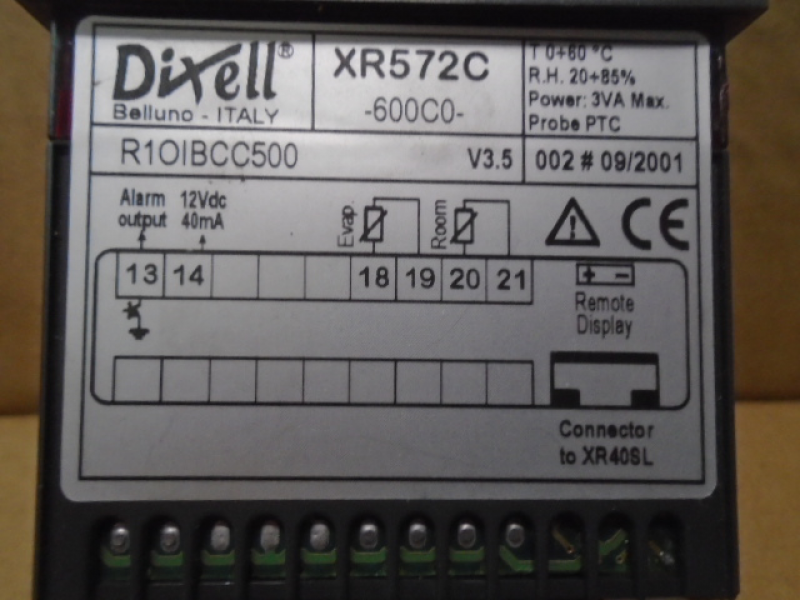 Dixell®
Belluno - ITALY
XR572C
-600C0-
T 0÷60 °C
R.H. 20÷85%
Power: 3VA Max.
Probe PTC
R1OIBCC500 V3.5
002 # 09/2001
Alarm output
12Vdc 40mA
Evap.
Room
CE
13 14 18 19 20 21
+ -
Remote
Display
Connector
to XR40SL